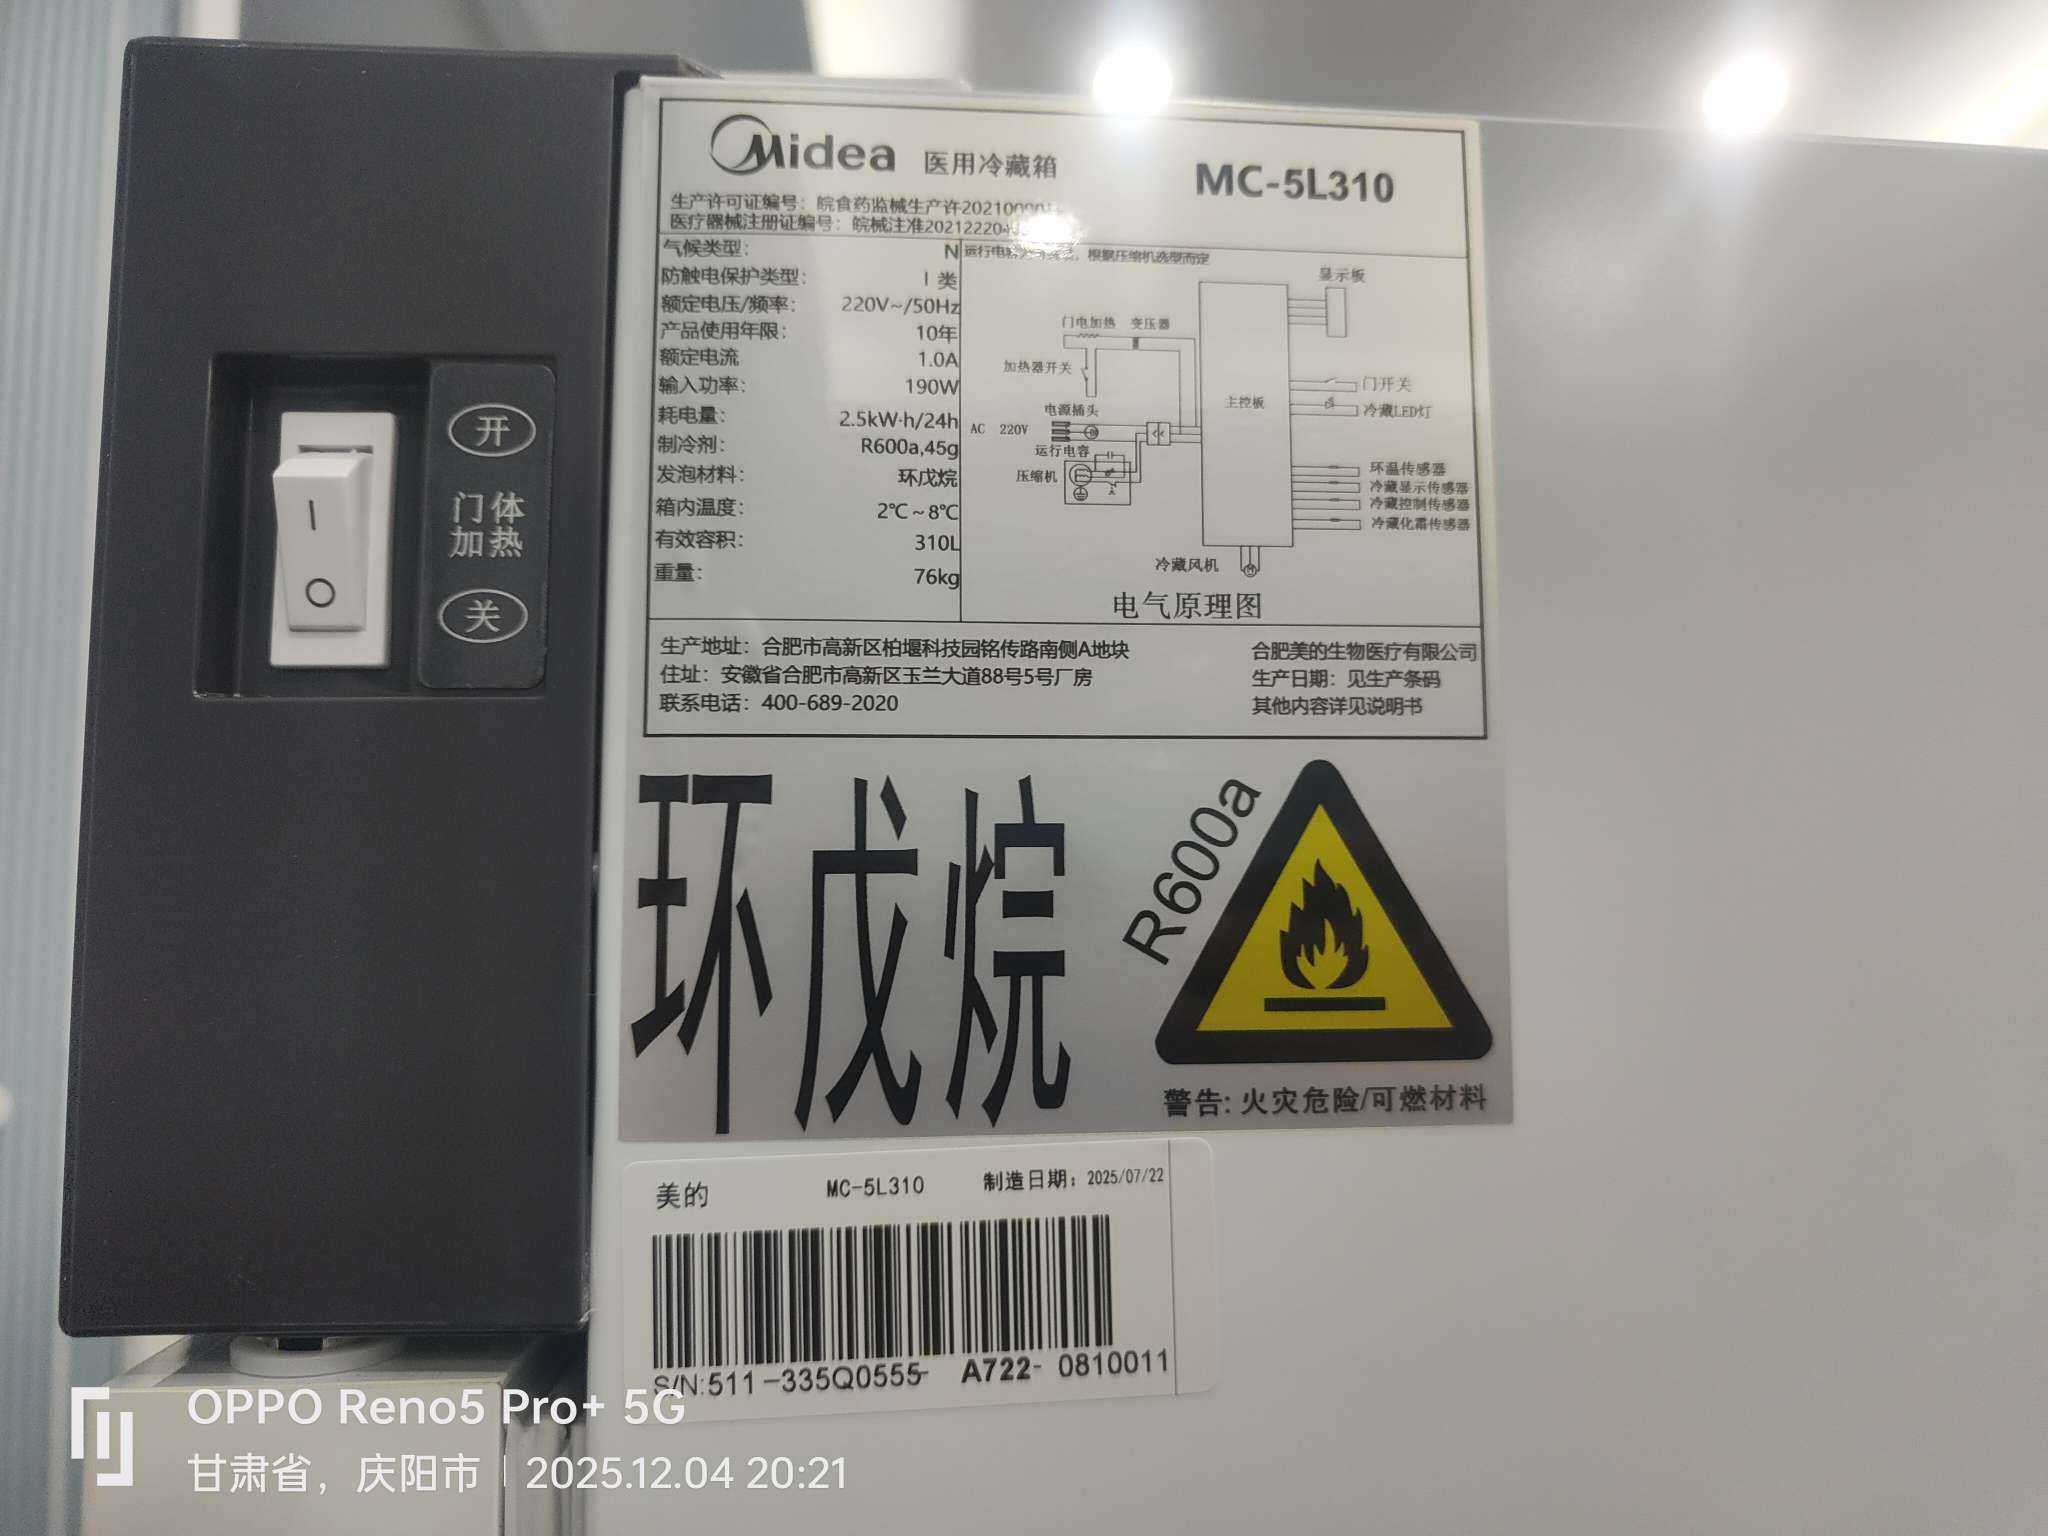 Midea 医用冷藏箱 MC-5L310
生产许可证编号：皖食药监械生产许2021000
医疗器械注册证编号：皖械注准202122204
气候类型： N
防触电保护类型： I 类
额定电压/频率： 220V~/50Hz
产品使用年限： 10年
额定电流 1.0A
输入功率： 190W
耗电量： 2.5kW·h/24h
制冷剂： R600a,45g
发泡材料： 环戊烷
箱内温度： 2℃～8℃
有效容积： 310L
重量： 76kg
运行电容 根据压缩机选型而定
显示板
门电加热 变压器
加热器开关
门开关
主控板
冷藏LED灯
电源插头
AC 220V
运行电容
压缩机
环温传感器
冷藏显示传感器
冷藏控制传感器
冷藏化霜传感器
冷藏风机
电气原理图
生产地址：合肥市高新区柏堰科技园铭传路南侧A地块
住址：安徽省合肥市高新区玉兰大道88号5号厂房
联系电话：400-689-2020
合肥美的生物医疗有限公司
生产日期：见生产条码
其他内容详见说明书
开
门体
加热
关
环戊烷
R600a
警告: 火灾危险/可燃材料
美的 MC-5L310 制造日期：2025/07/22
S/N:511-335Q0555- A722- 0810011
OPPO Reno5 Pro+ 5G
甘肃省，庆阳市 | 2025.12.04 20:21